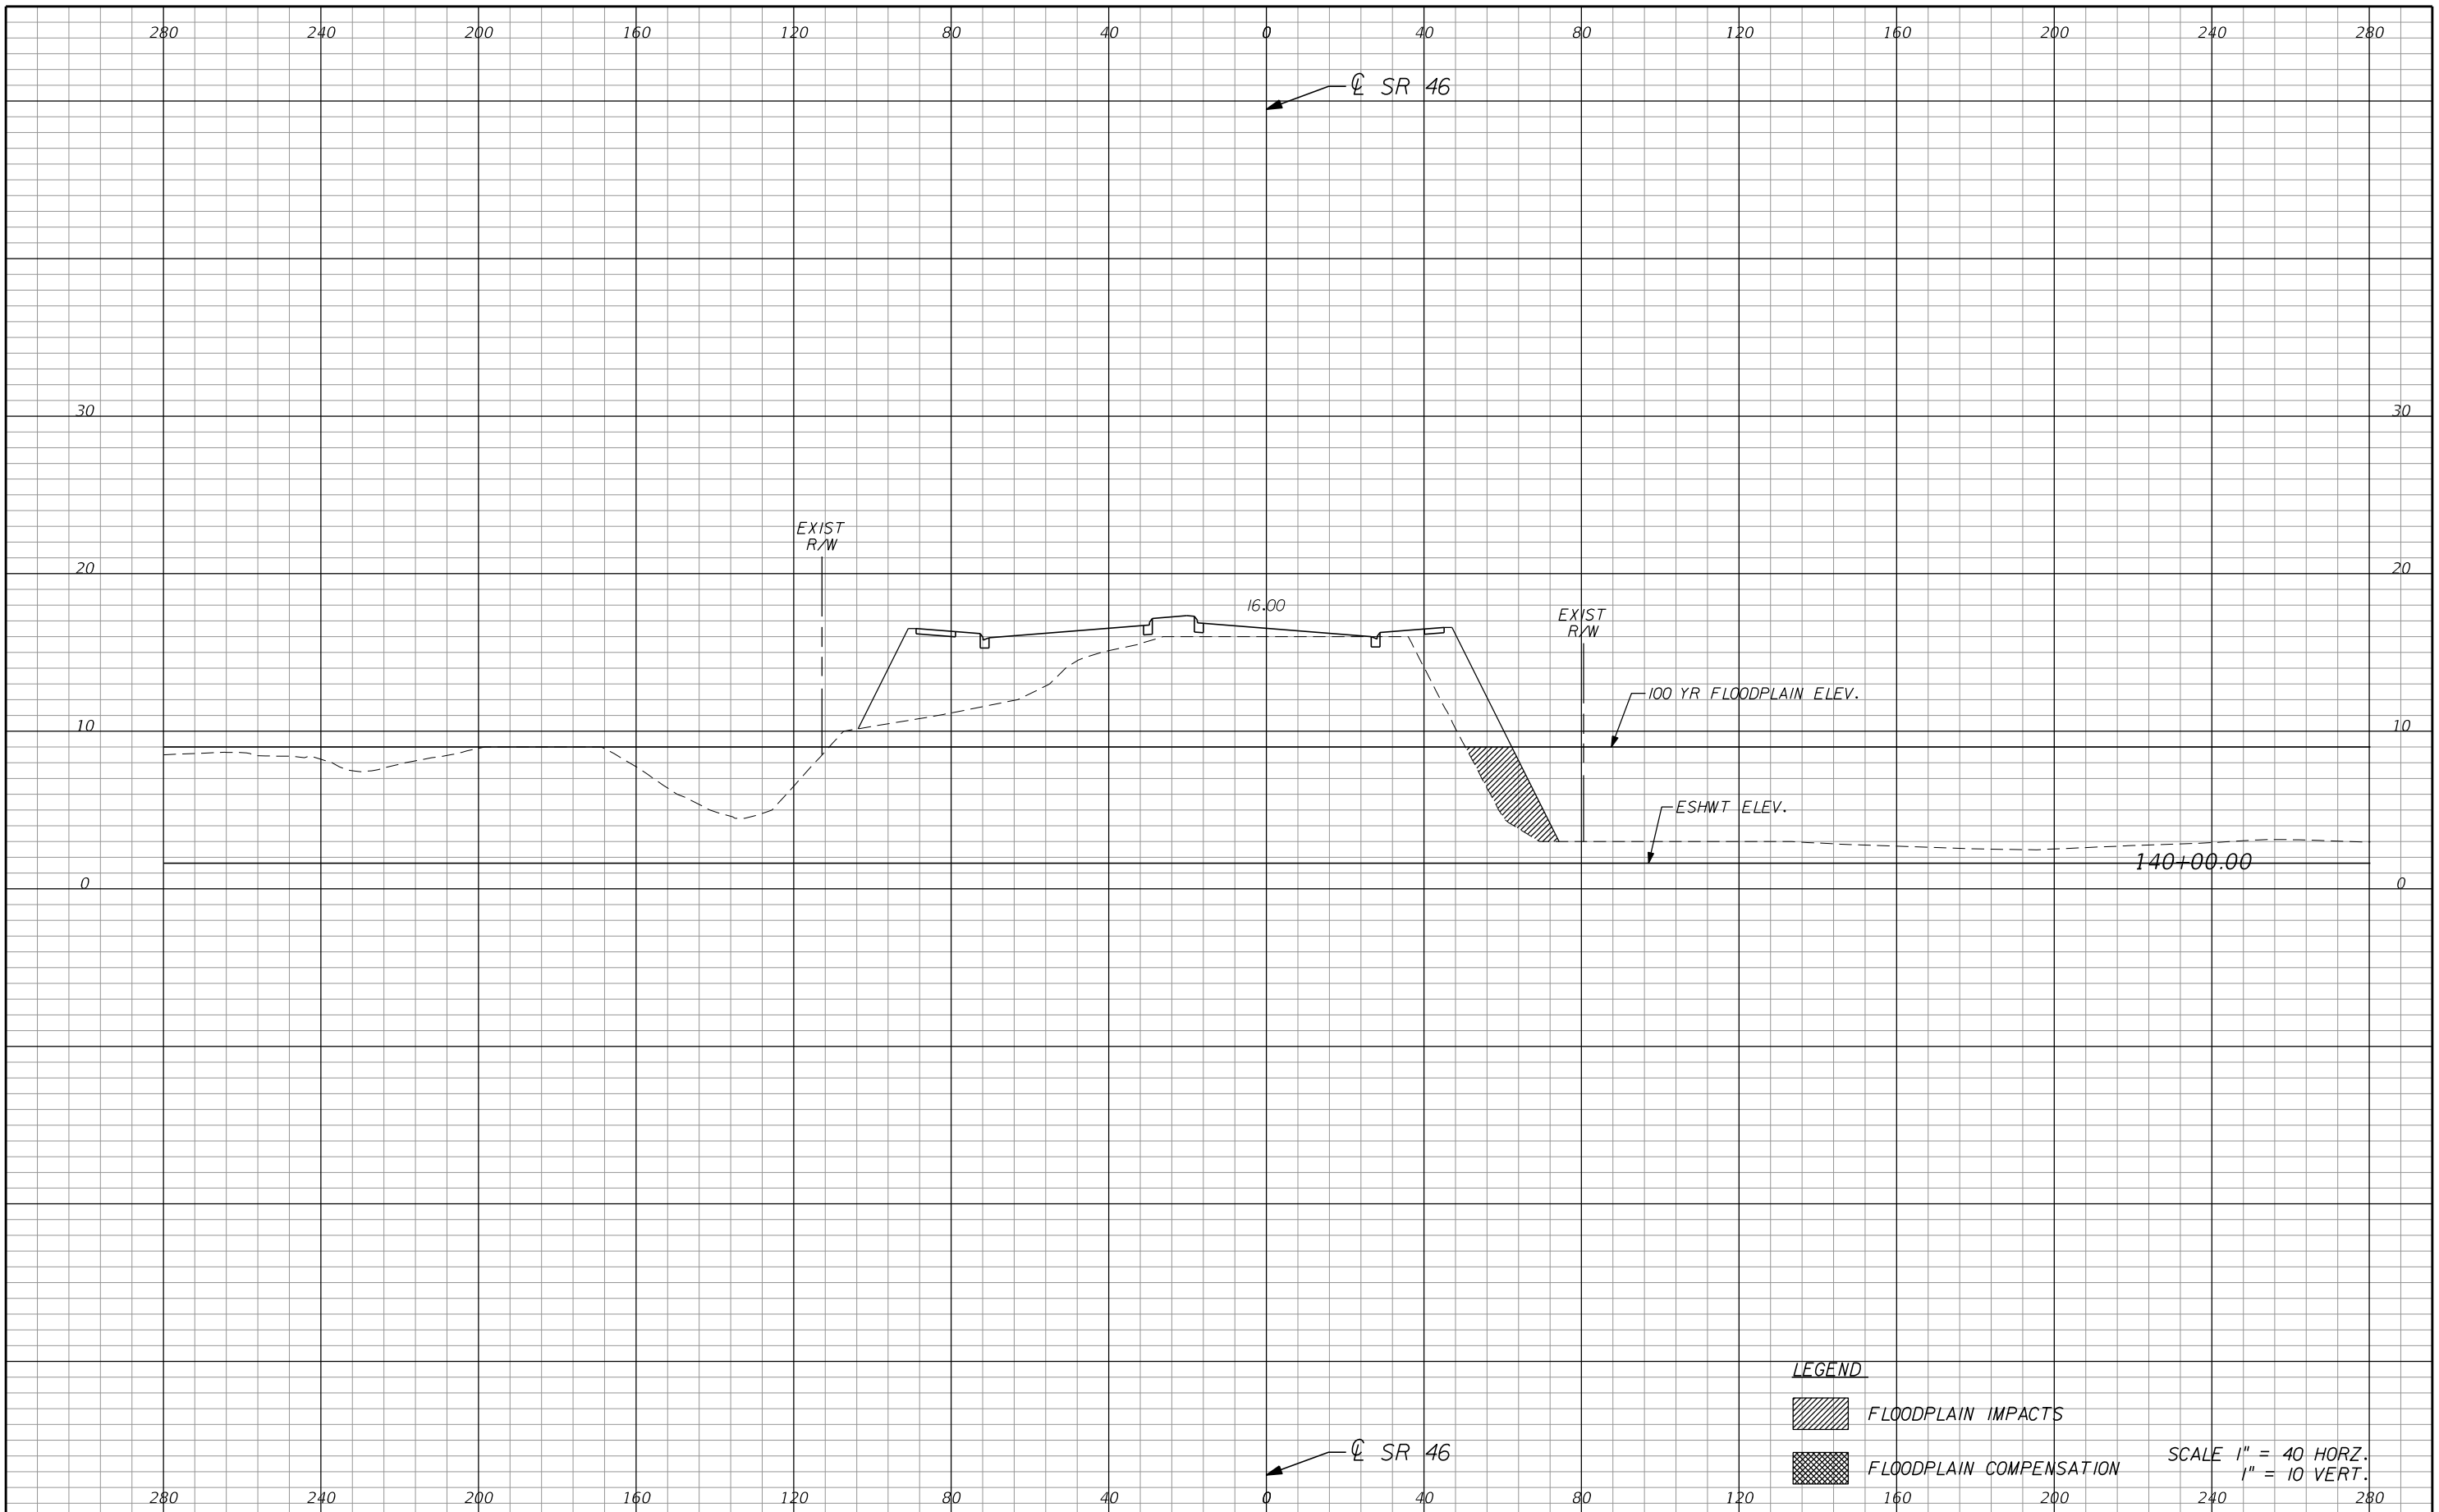 280 240 200 160 120 80 40 0 40 80 120 160 200 240 280
℄ SR 46
30 30
EXIST
R/W
20 20
16.00
EXIST
R/W
100 YR FLOODPLAIN ELEV.
10 10
ESHWT ELEV.
140+00.00
0 0
LEGEND
FLOODPLAIN IMPACTS
℄ SR 46
FLOODPLAIN COMPENSATION
SCALE 1" = 40 HORZ.
1" = 10 VERT.
280 240 200 160 120 80 40 0 40 80 120 160 200 240 280